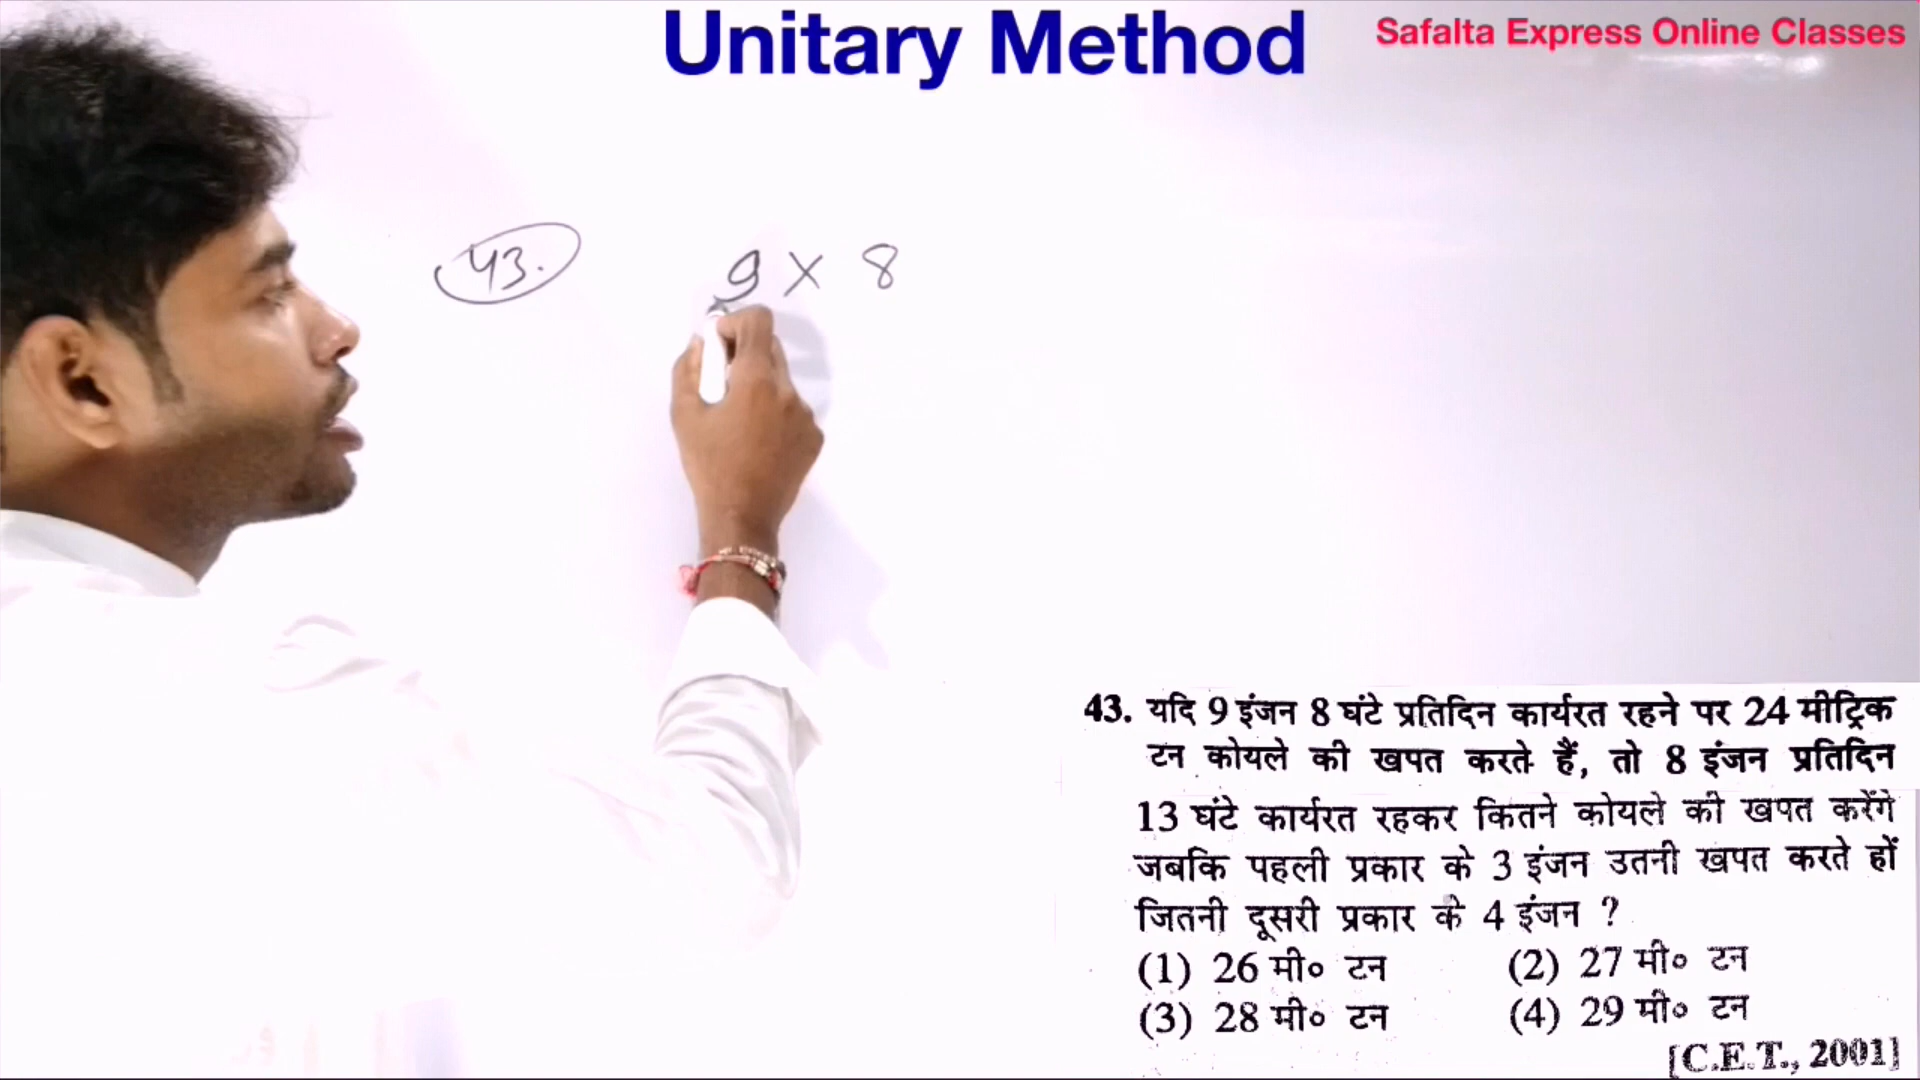 Unitary Method
Safalta Express Online Classes
43.
9 × 8
43. यदि 9 इंजन 8 घंटे प्रतिदिन कार्यरत रहने पर 24 मीट्रिक
टन कोयले की खपत करते हैं, तो 8 इंजन प्रतिदिन
13 घंटे कार्यरत रहकर कितने कोयले की खपत करेंगे
जबकि पहली प्रकार के 3 इंजन उतनी खपत करते हों
जितनी दूसरी प्रकार के 4 इंजन ?
(1) 26 मी० टन (2) 27 मी० टन
(3) 28 मी० टन (4) 29 मी० टन
[C.E.T., 2001]